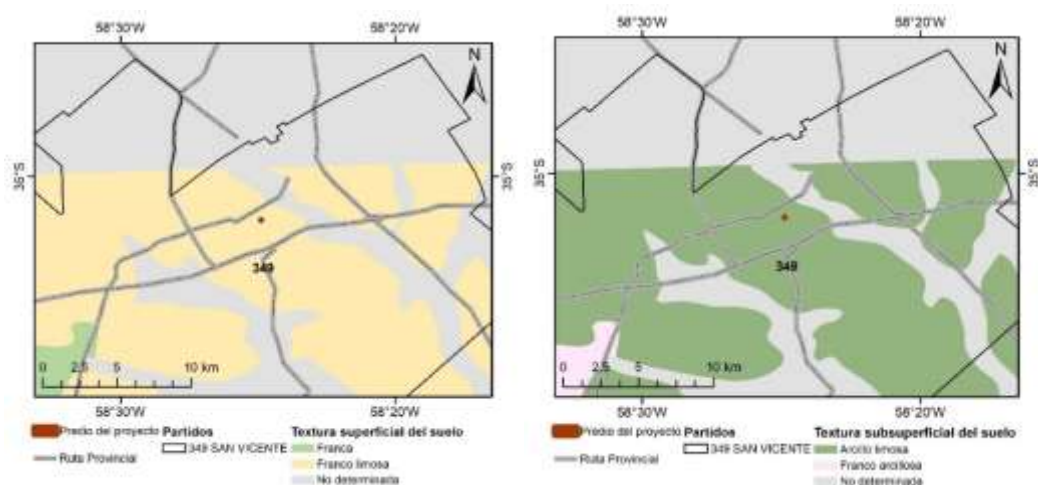 58°30'W 58°20'W
N
35°S 35°S
349
0 2,5 5 10 km
58°30'W 58°20'W
Predio del proyecto
Ruta Provincial
Partidos
349 SAN VICENTE
Textura superficial del suelo
Franca
Franco limosa
No determinada
58°30'W 58°20'W
N
35°S 35°S
349
0 2,5 5 10 km
58°30'W 58°20'W
Predio del proyecto
Ruta Provincial
Partidos
349 SAN VICENTE
Textura subsuperficial del suelo
Arcillo limosa
Franco arcillosa
No determinada